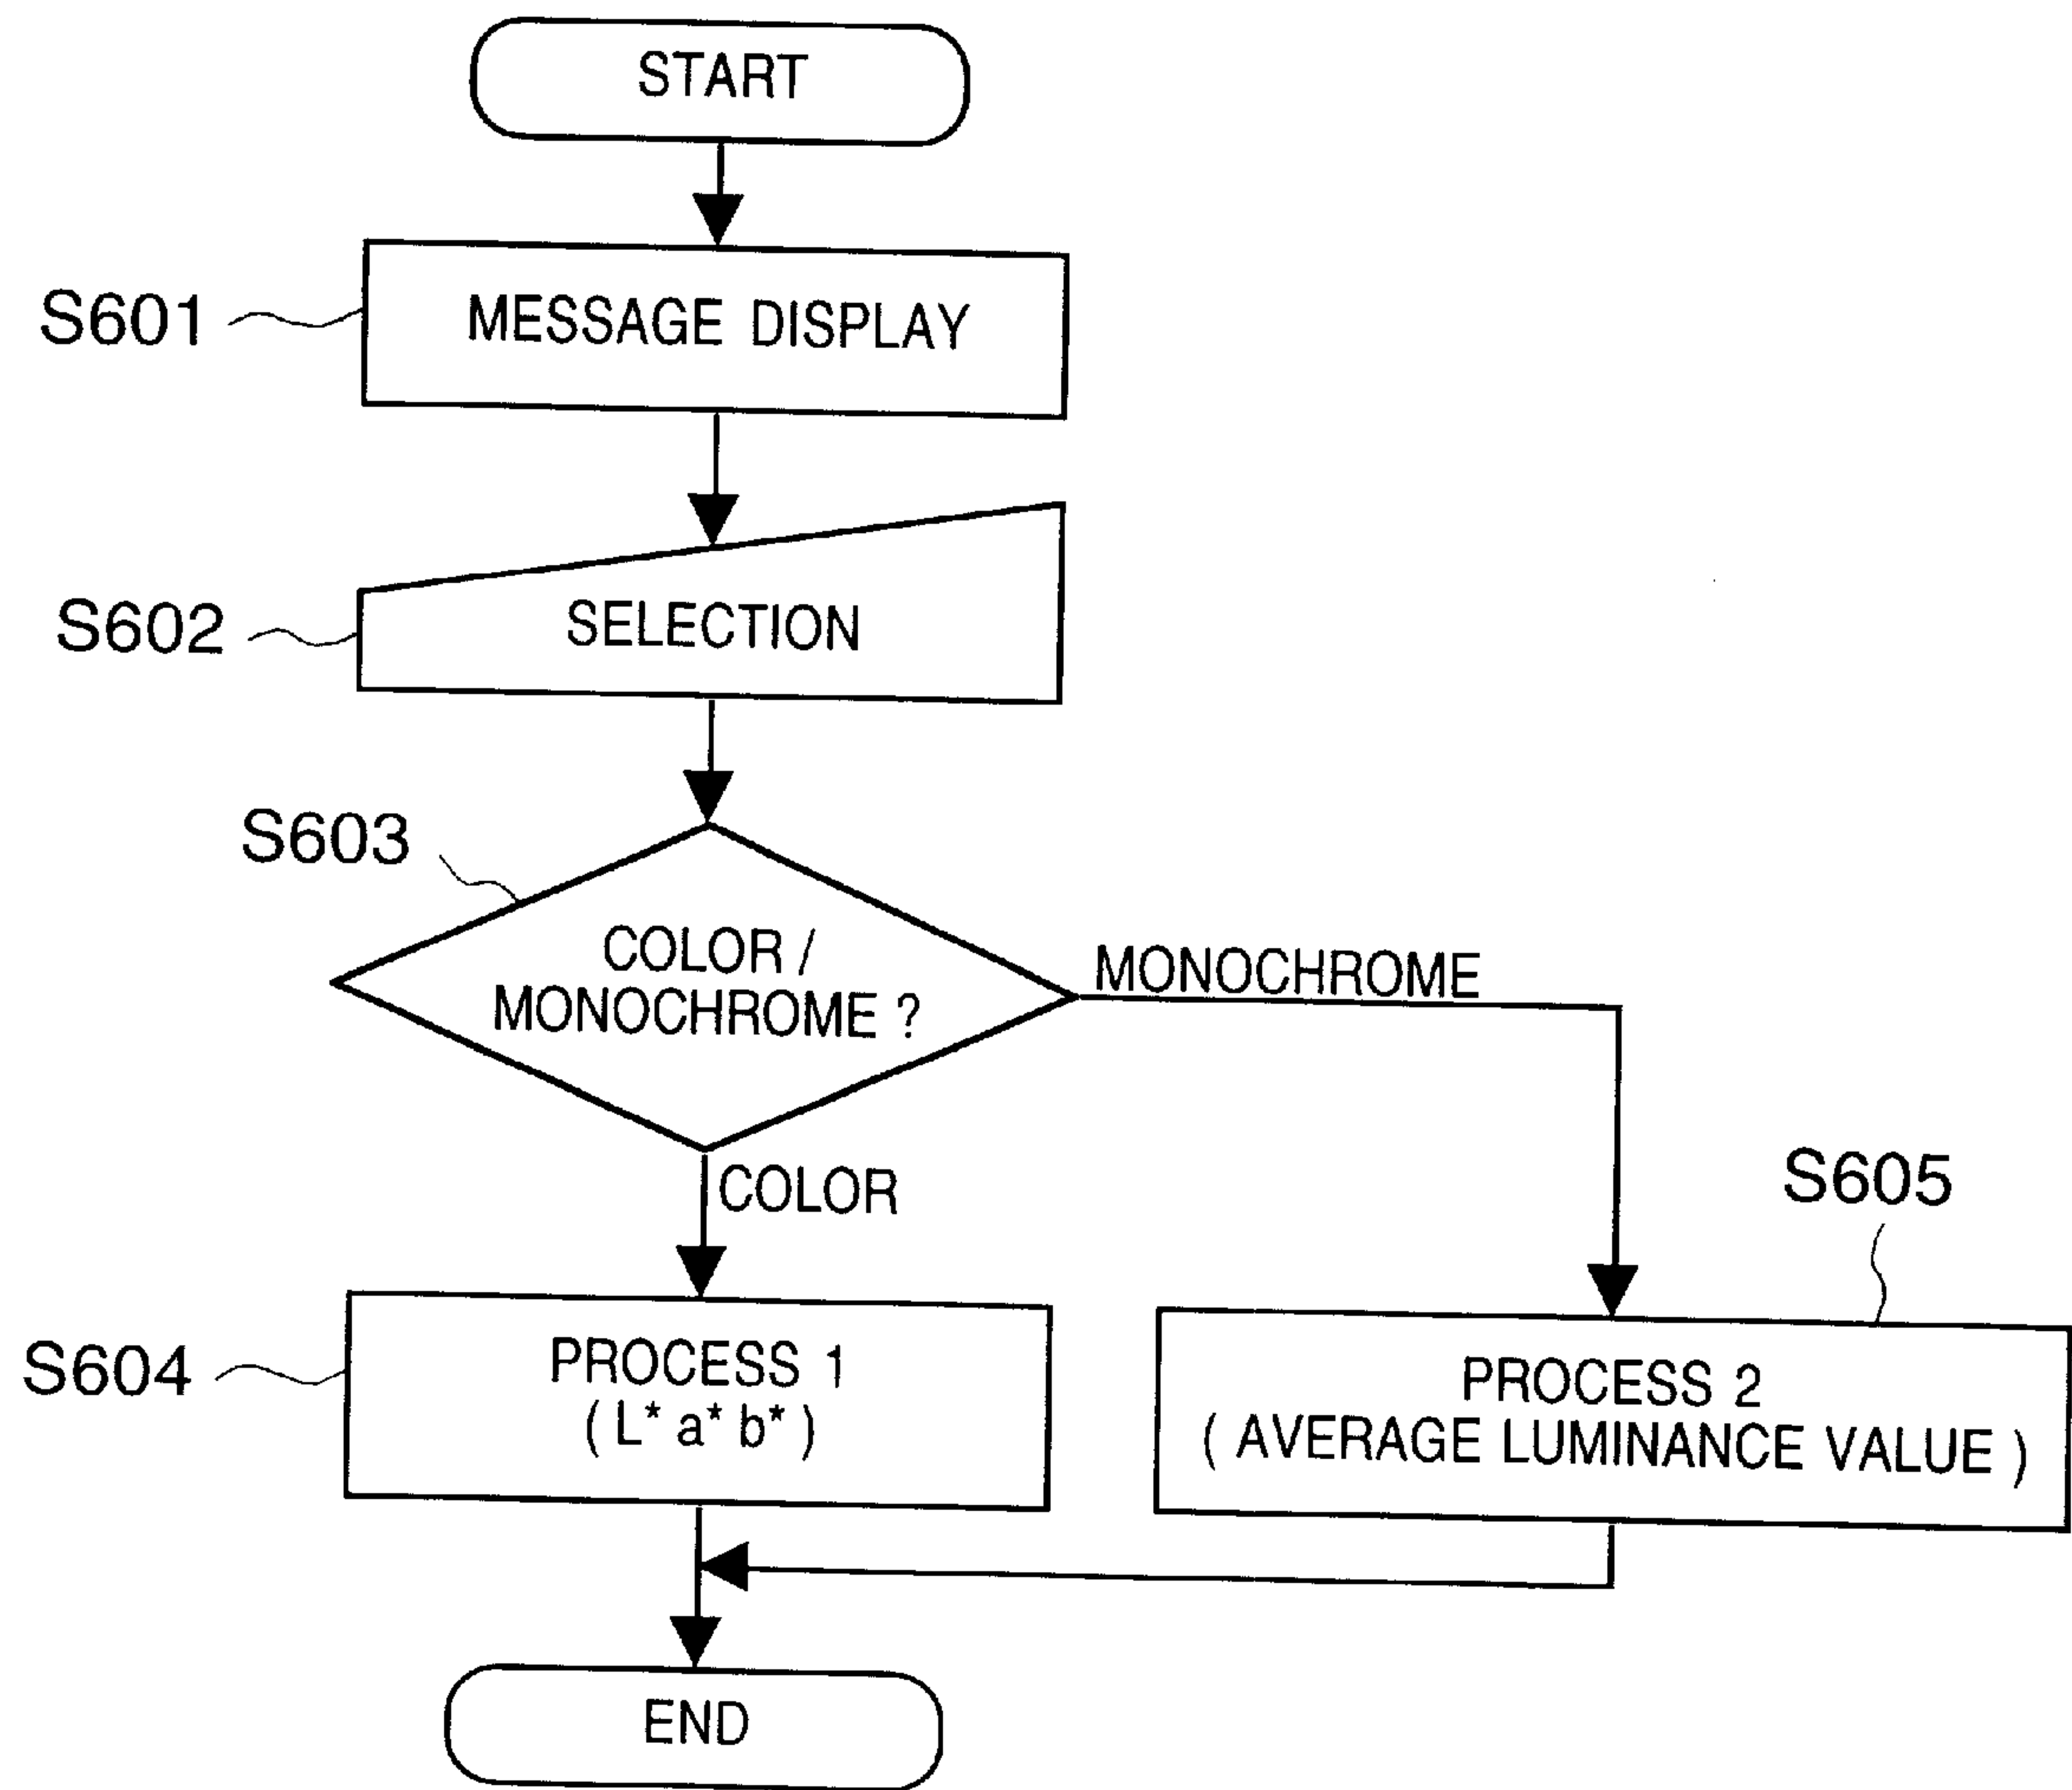 START
S601
MESSAGE DISPLAY
S602
SELECTION
S603
COLOR /
MONOCHROME ?
MONOCHROME
COLOR
S605
S604
PROCESS 1
( L* a* b* )
PROCESS 2
( AVERAGE LUMINANCE VALUE )
END